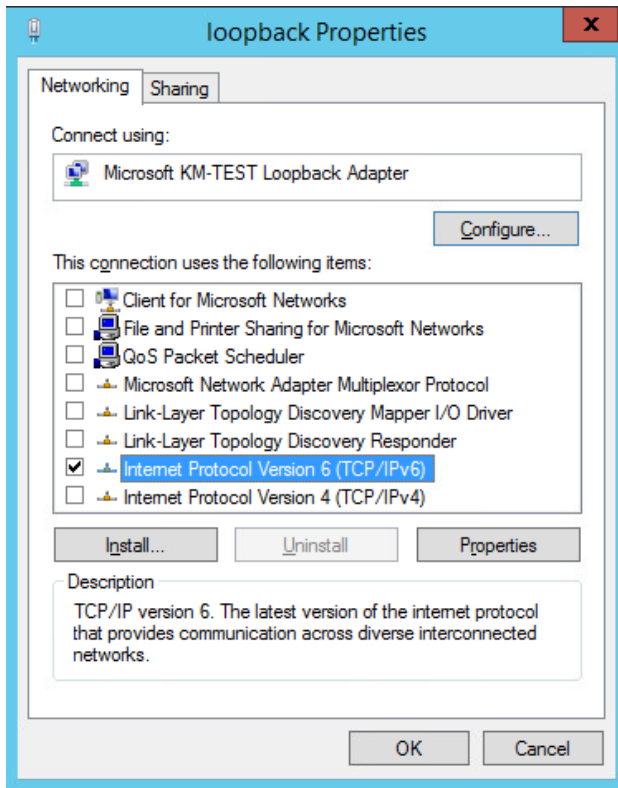 loopback Properties
x
Networking
Sharing
Connect using:
Microsoft KM-TEST Loopback Adapter
Configure...
This connection uses the following items:
Client for Microsoft Networks
File and Printer Sharing for Microsoft Networks
QoS Packet Scheduler
Microsoft Network Adapter Multiplexor Protocol
Link-Layer Topology Discovery Mapper I/O Driver
Link-Layer Topology Discovery Responder
Internet Protocol Version 6 (TCP/IPv6)
Internet Protocol Version 4 (TCP/IPv4)
Install...
Uninstall
Properties
Description
TCP/IP version 6. The latest version of the internet protocol
that provides communication across diverse interconnected
networks.
OK
Cancel